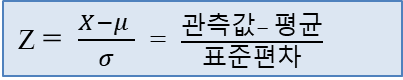 Z = X−μ / σ = 관측값 − 평균 / 표준편차